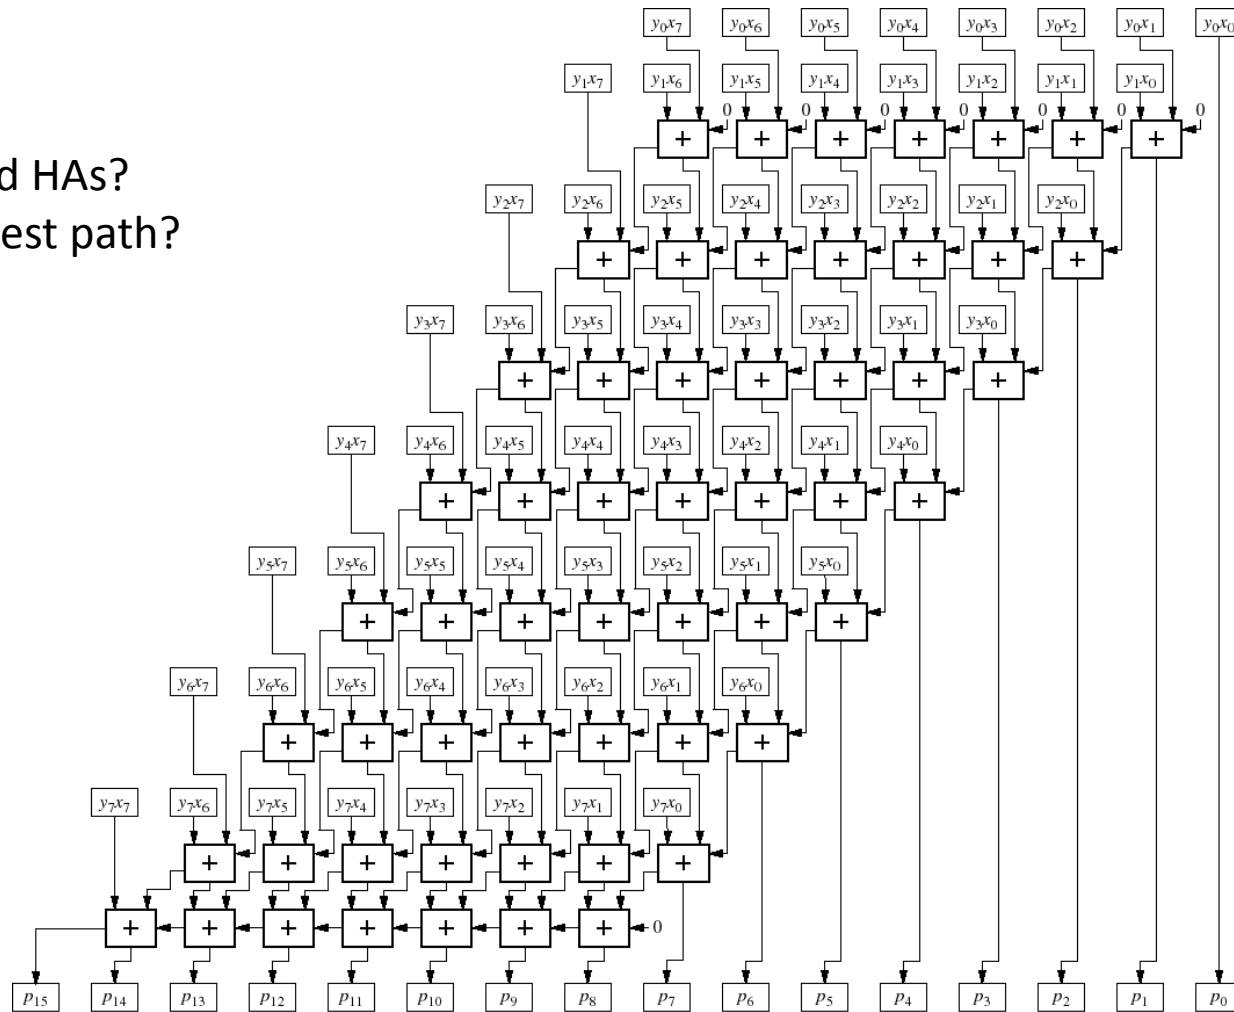 y0x7 y0x6 y0x5 y0x4 y0x3 y0x2 y0x1 y0x0
y1x7 y1x6 y1x5 y1x4 y1x3 y1x2 y1x1 y1x0
0 0 0 0 0 0 0
+ + + + + + +
d HAs?
y2x7 y2x6 y2x5 y2x4 y2x3 y2x2 y2x1 y2x0
est path?
+ + + + + + +
y3x7 y3x6 y3x5 y3x4 y3x3 y3x2 y3x1 y3x0
+ + + + + + +
y4x7 y4x6 y4x5 y4x4 y4x3 y4x2 y4x1 y4x0
+ + + + + + +
y5x7 y5x6 y5x5 y5x4 y5x3 y5x2 y5x1 y5x0
+ + + + + + +
y6x7 y6x6 y6x5 y6x4 y6x3 y6x2 y6x1 y6x0
+ + + + + + +
y7x7 y7x6 y7x5 y7x4 y7x3 y7x2 y7x1 y7x0
+ + + + + + +
+ + + + + + + 0
p15 p14 p13 p12 p11 p10 p9 p8 p7 p6 p5 p4 p3 p2 p1 p0